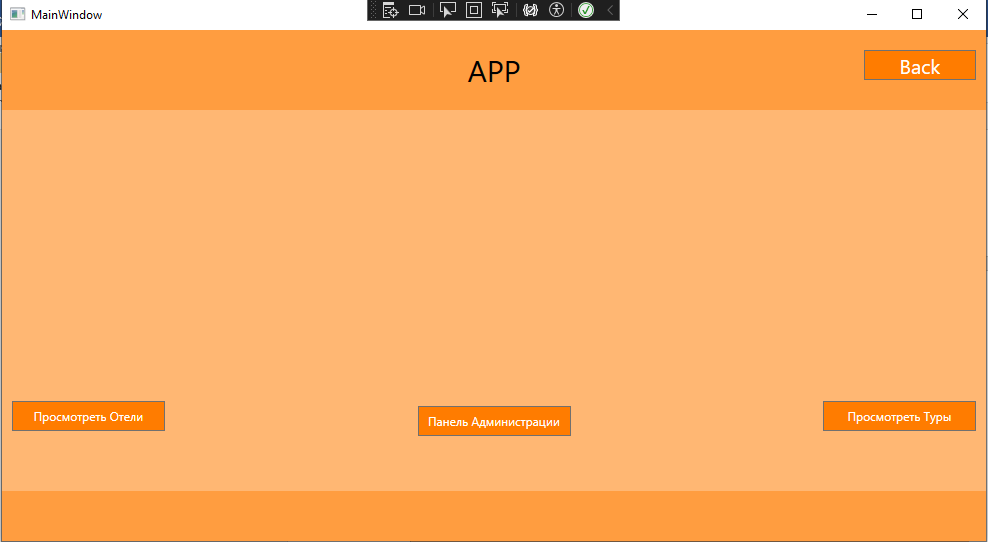 MainWindow
APP
Back
Просмотреть Отели
Панель Администрации
Просмотреть Туры